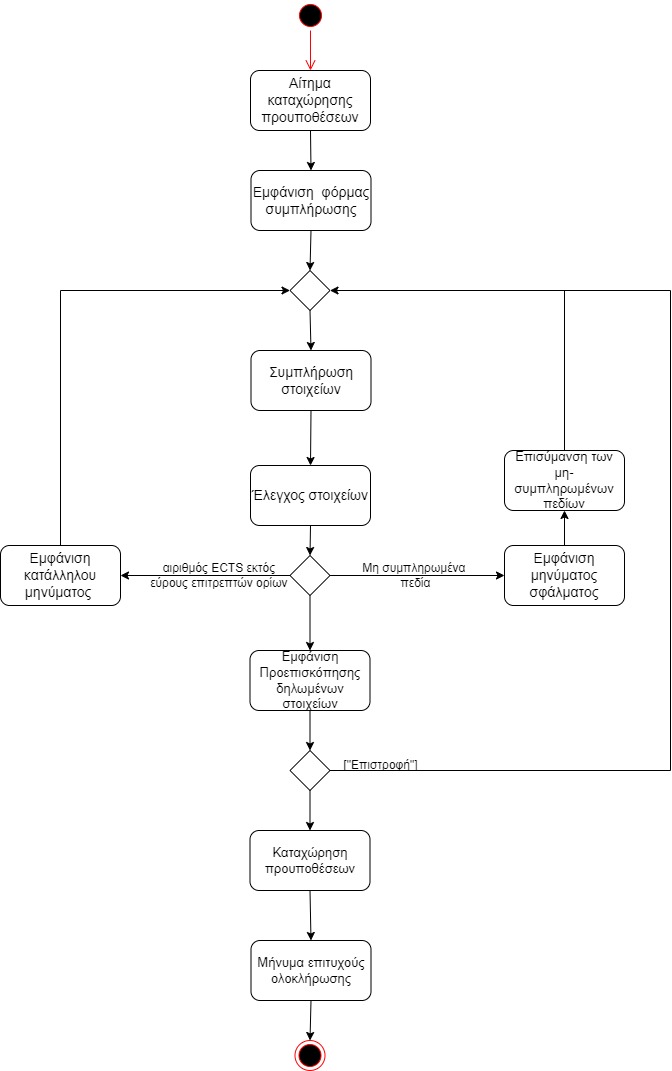 Αίτημα
καταχώρησης
προυποθέσεων
Εμφάνιση φόρμας
συμπλήρωσης
Συμπλήρωση
στοιχείων
Έλεγχος στοιχείων
Επισύμανση των
μη-
συμπληρωμένων
πεδίων
Εμφάνιση
κατάλληλου
μηνύματος
αιριθμός ECTS εκτός
εύρους επιτρεπτών ορίων
Μη συμπληρωμένα
πεδία
Εμφάνιση
μηνύματος
σφάλματος
Εμφάνιση
Προεπισκόπησης
δηλωμένων
στοιχείων
["Επιστροφή"]
Καταχώρηση
προυποθέσεων
Μήνυμα επιτυχούς
ολοκλήρωσης